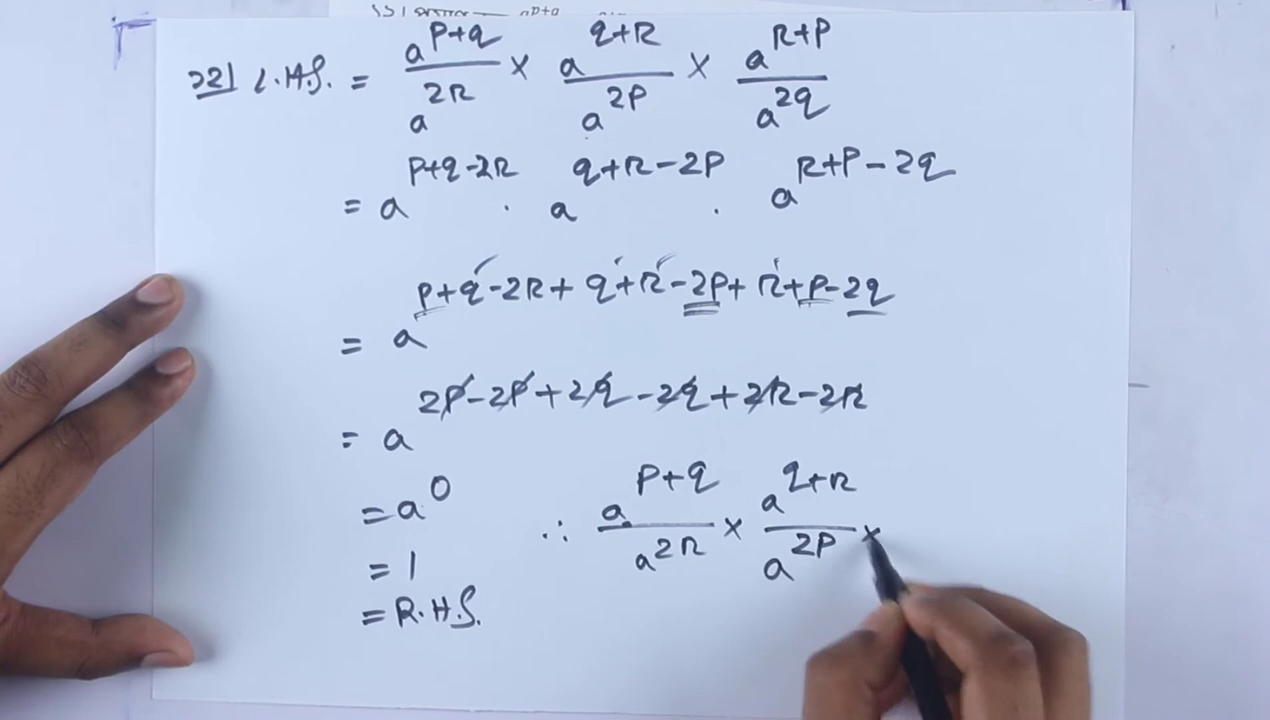 ১১। L.H.S. = a^{P+q}/a^{2R} × a^{q+R}/a^{2P} × a^{R+P}/a^{2q}
= a^{P+q-2R} . a^{q+R-2P} . a^{R+P-2q}
= a^{P+q-2R+q+R-2P+R+P-2q}
= a^{2P-2P+2q-2q+2R-2R}
= a^0
= 1
= R.H.S.
∴ a^{P+q}/a^{2R} × a^{q+R}/a^{2P} ×